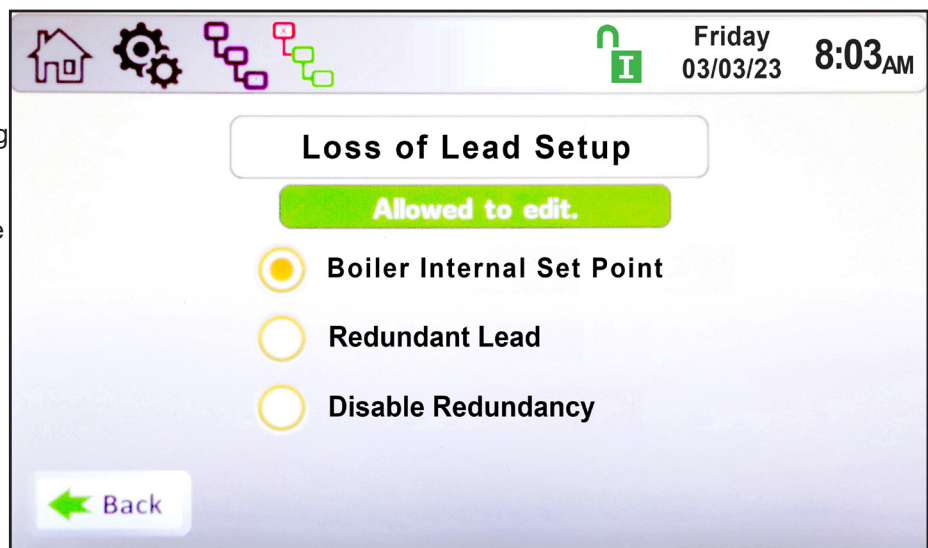 I
Friday
03/03/23
8:03AM
g
Loss of Lead Setup
Allowed to edit.
e
Boiler Internal Set Point
Redundant Lead
Disable Redundancy
Back